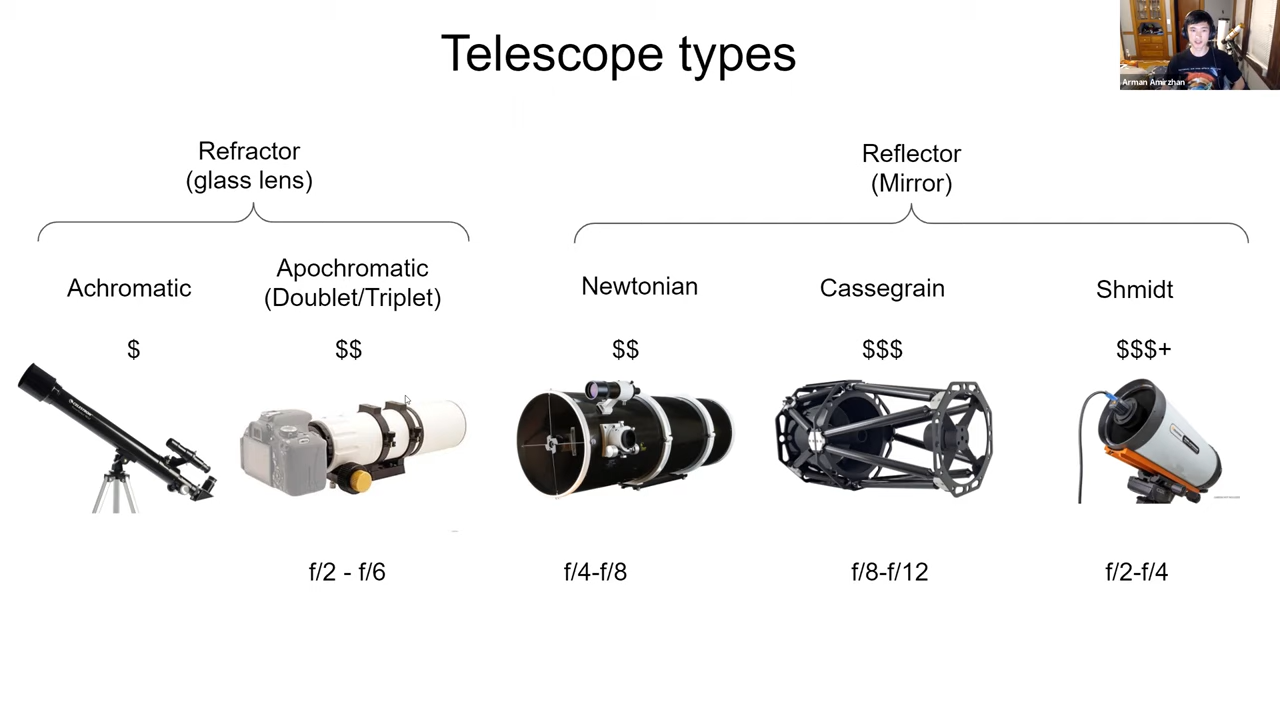 Telescope types
Arman Amirzhan
Refractor
(glass lens)
Reflector
(Mirror)
Achromatic
Apochromatic
(Doublet/Triplet)
Newtonian
Cassegrain
Shmidt
$
$$
$$
$$$
$$$+
f/2 - f/6
f/4-f/8
f/8-f/12
f/2-f/4